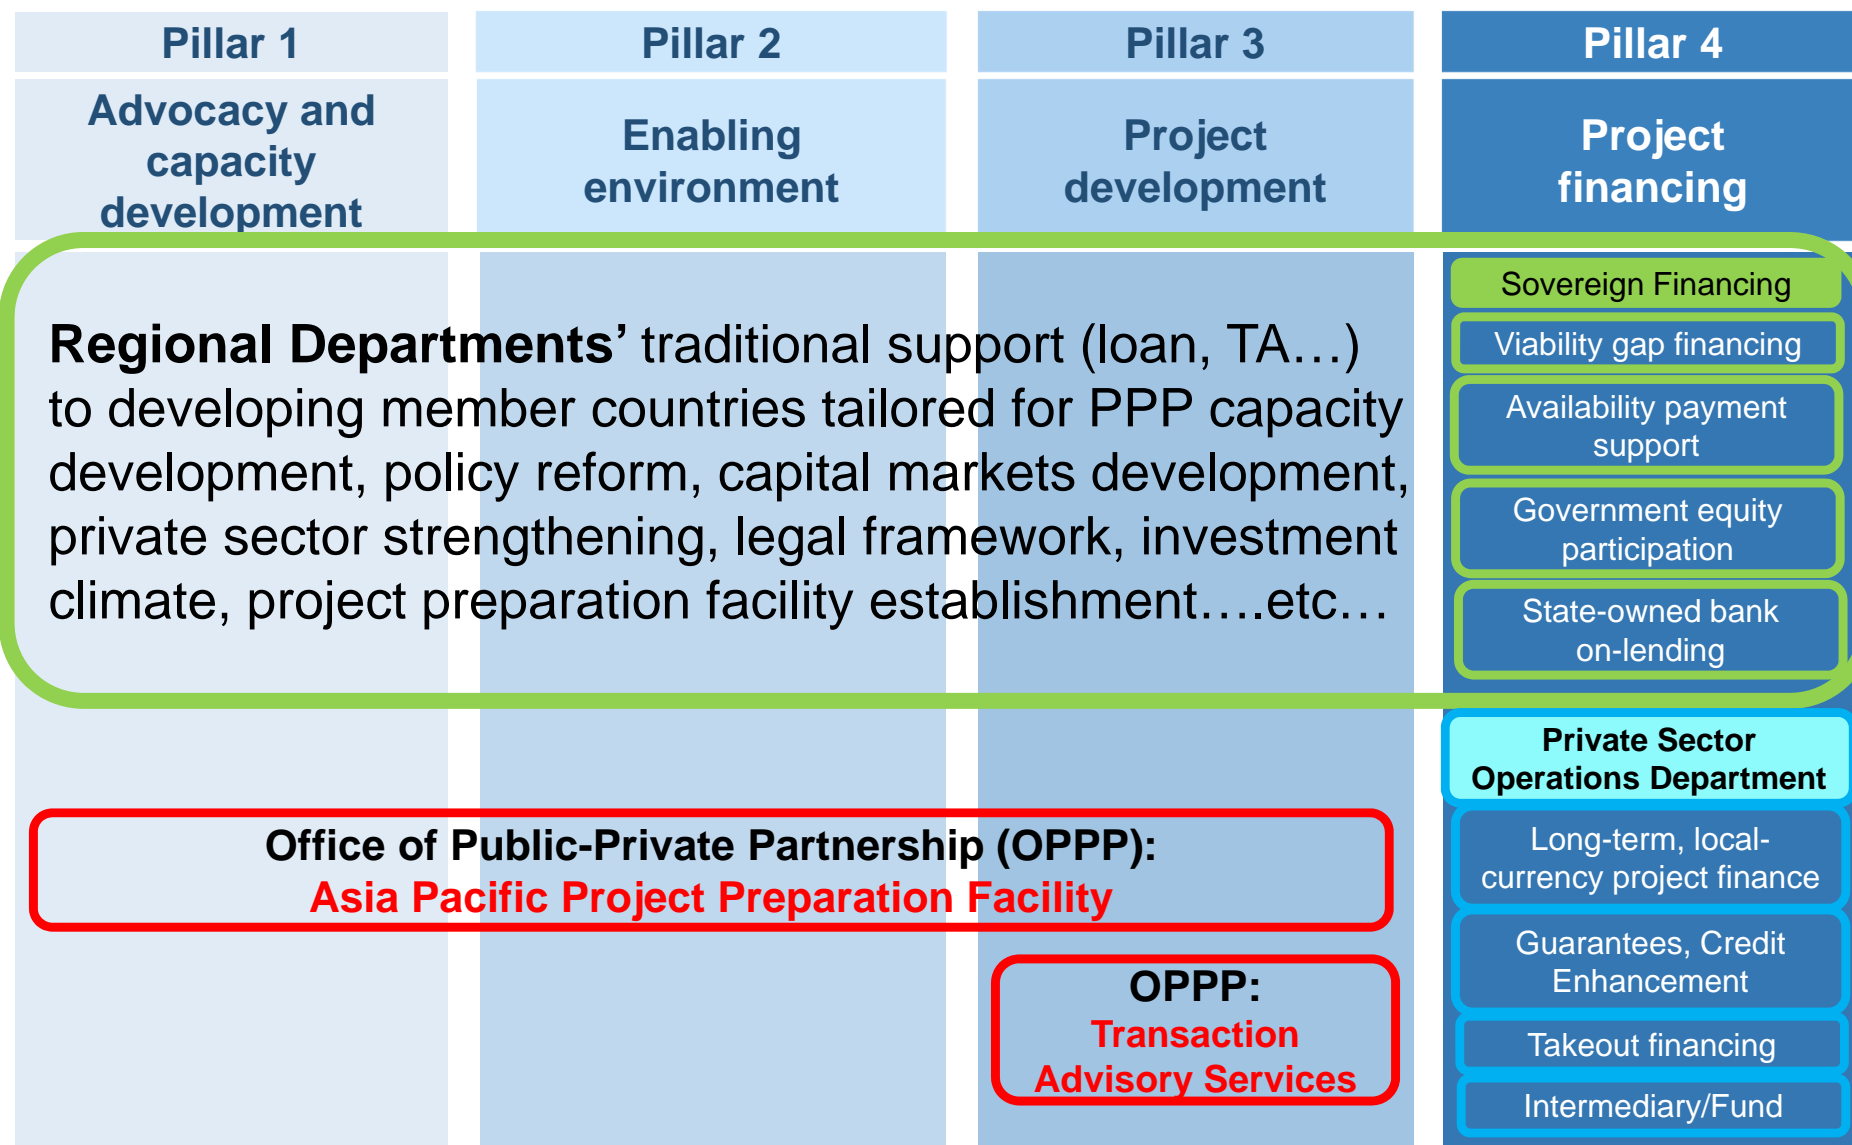 Pillar 1
Advocacy and
capacity
development
Pillar 2
Enabling
environment
Pillar 3
Project
development
Pillar 4
Project
financing
Regional Departments’ traditional support (loan, TA…)
to developing member countries tailored for PPP capacity
development, policy reform, capital markets development,
private sector strengthening, legal framework, investment
climate, project preparation facility establishment….etc…
Sovereign Financing
Viability gap financing
Availability payment
support
Government equity
participation
State-owned bank
on-lending
Office of Public-Private Partnership (OPPP):
Asia Pacific Project Preparation Facility
OPPP:
Transaction
Advisory Services
Private Sector
Operations Department
Long-term, local-
currency project finance
Guarantees, Credit
Enhancement
Takeout financing
Intermediary/Fund